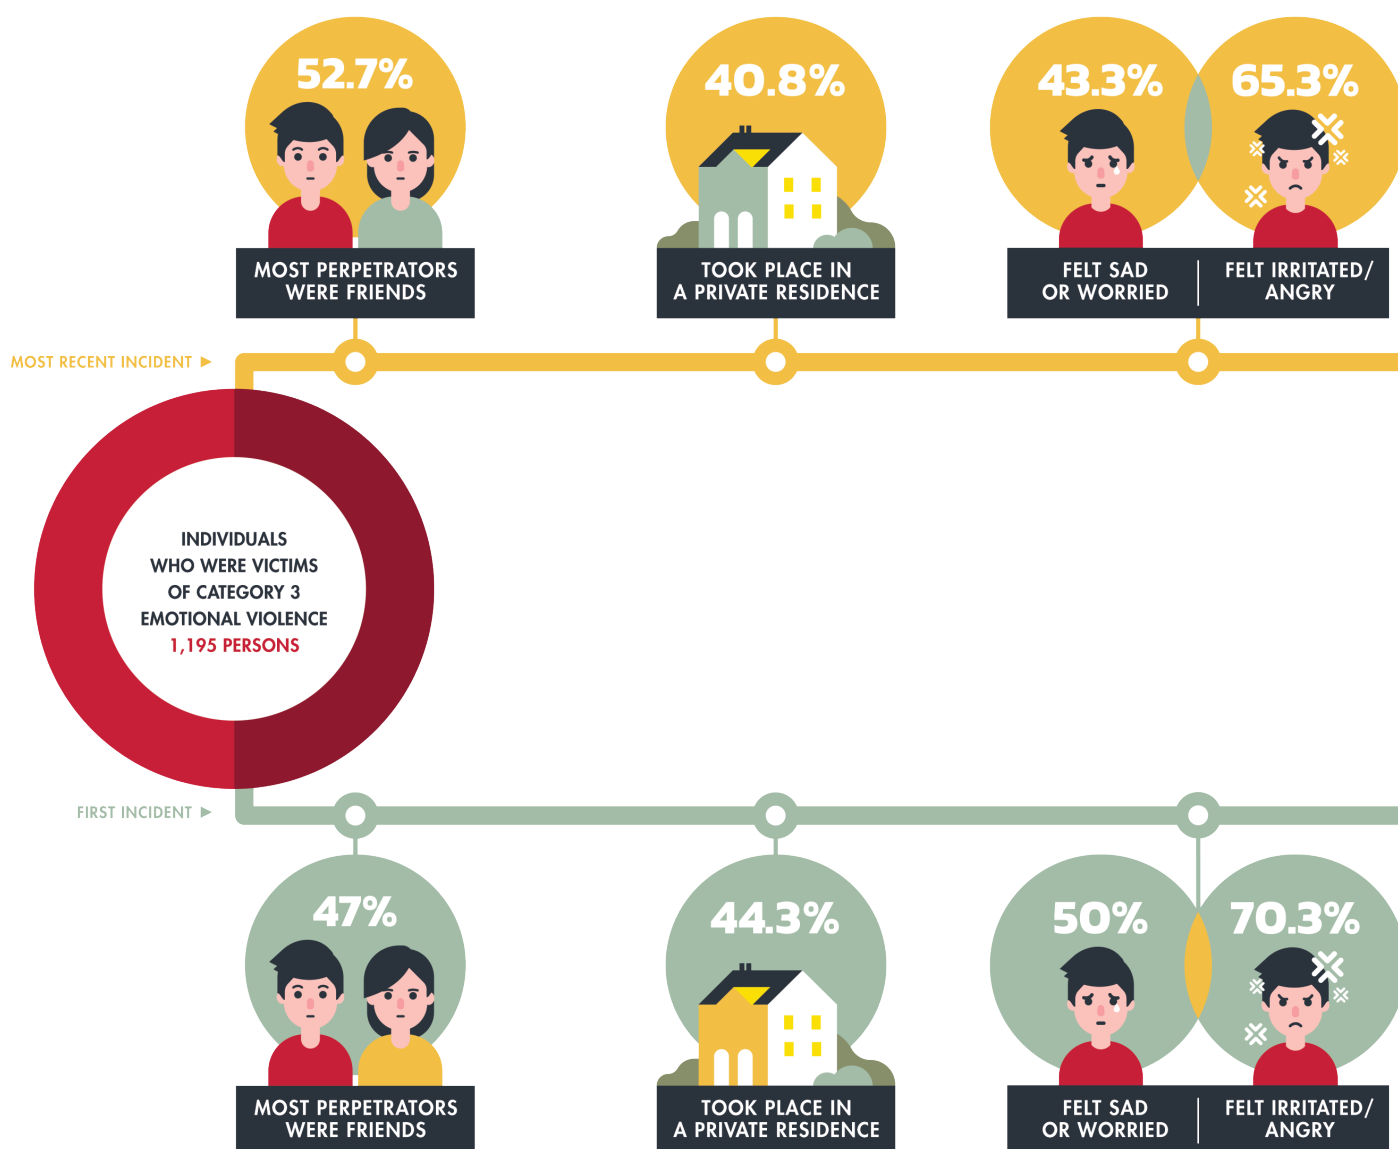 52.7%
40.8%
43.3%
65.3%
MOST PERPETRATORS
WERE FRIENDS
TOOK PLACE IN
A PRIVATE RESIDENCE
FELT SAD
OR WORRIED
FELT IRRITATED/
ANGRY
MOST RECENT INCIDENT ►
INDIVIDUALS
WHO WERE VICTIMS
OF CATEGORY 3
EMOTIONAL VIOLENCE
1,195 PERSONS
FIRST INCIDENT ►
47%
44.3%
50%
70.3%
MOST PERPETRATORS
WERE FRIENDS
TOOK PLACE IN
A PRIVATE RESIDENCE
FELT SAD
OR WORRIED
FELT IRRITATED/
ANGRY